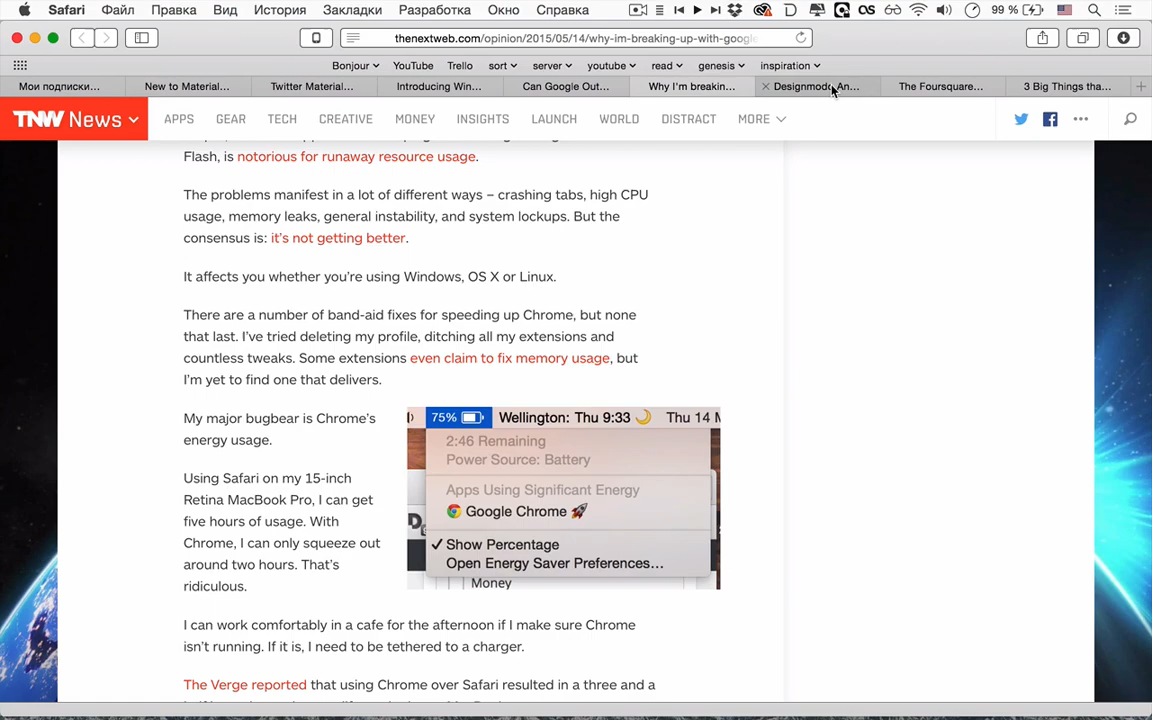 Safari Файл Правка Вид История Закладки Разработка Окно Справка 99 %
thenextweb.com/opinion/2015/05/14/why-im-breaking-up-with-google
Bonjour YouTube Trello sort server youtube read genesis inspiration
Мои подписки... New to Material... Twitter Material... Introducing Win... Can Google Out... Why I'm breakin... Designmodo An... The Foursquare... 3 Big Things tha...
TNW News APPS GEAR TECH CREATIVE MONEY INSIGHTS LAUNCH WORLD DISTRACT MORE
Flash, is notorious for runaway resource usage.
The problems manifest in a lot of different ways – crashing tabs, high CPU
usage, memory leaks, general instability, and system lockups. But the
consensus is: it's not getting better.
It affects you whether you're using Windows, OS X or Linux.
There are a number of band-aid fixes for speeding up Chrome, but none
that last. I've tried deleting my profile, ditching all my extensions and
countless tweaks. Some extensions even claim to fix memory usage, but
I'm yet to find one that delivers.
My major bugbear is Chrome's
energy usage.
Using Safari on my 15-inch
Retina MacBook Pro, I can get
five hours of usage. With
Chrome, I can only squeeze out
around two hours. That's
ridiculous.
75% Wellington: Thu 9:33 Thu 14
2:46 Remaining
Power Source: Battery
Apps Using Significant Energy
Google Chrome
Show Percentage
Open Energy Saver Preferences...
Money
I can work comfortably in a cafe for the afternoon if I make sure Chrome
isn't running. If it is, I need to be tethered to a charger.
The Verge reported that using Chrome over Safari resulted in a three and a